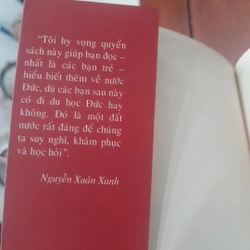 “Tôi hy vọng quyển
sách này giúp bạn đọc –
nhất là các bạn trẻ –
hiểu biết thêm về nước
Đức, dù các bạn sau này
có đi du học Đức hay
không. Đó là một đất
nước rất đáng để chúng
ta suy nghĩ, khâm phục
và học hỏi”.
Nguyễn Xuân Xanh